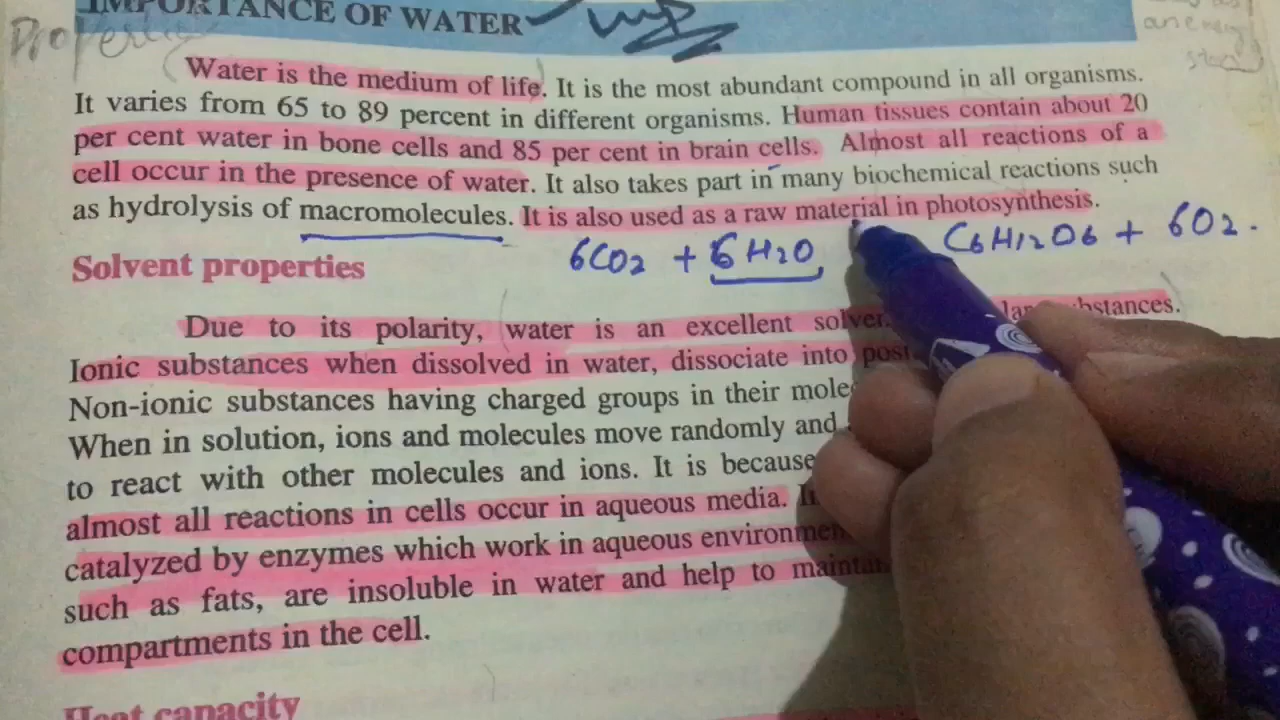 IMPORTANCE OF WATER
Properties
Water is the medium of life. It is the most abundant compound in all organisms.
It varies from 65 to 89 percent in different organisms. Human tissues contain about 20
per cent water in bone cells and 85 per cent in brain cells. Almost all reactions of a
cell occur in the presence of water. It also takes part in many biochemical reactions such
as hydrolysis of macromolecules. It is also used as a raw material in photosynthesis.
6CO2 + 6H2O C6H12O6 + 6O2.
Solvent properties
Due to its polarity, water is an excellent substances.
Ionic substances when dissolved in water, dissociate into
Non-ionic substances having charged groups in their
When in solution, ions and molecules move randomly and
to react with other molecules and ions. It is because
almost all reactions in cells occur in aqueous media.
catalyzed by enzymes which work in aqueous
such as fats, are insoluble in water and help to
compartments in the cell.
Heat capacity